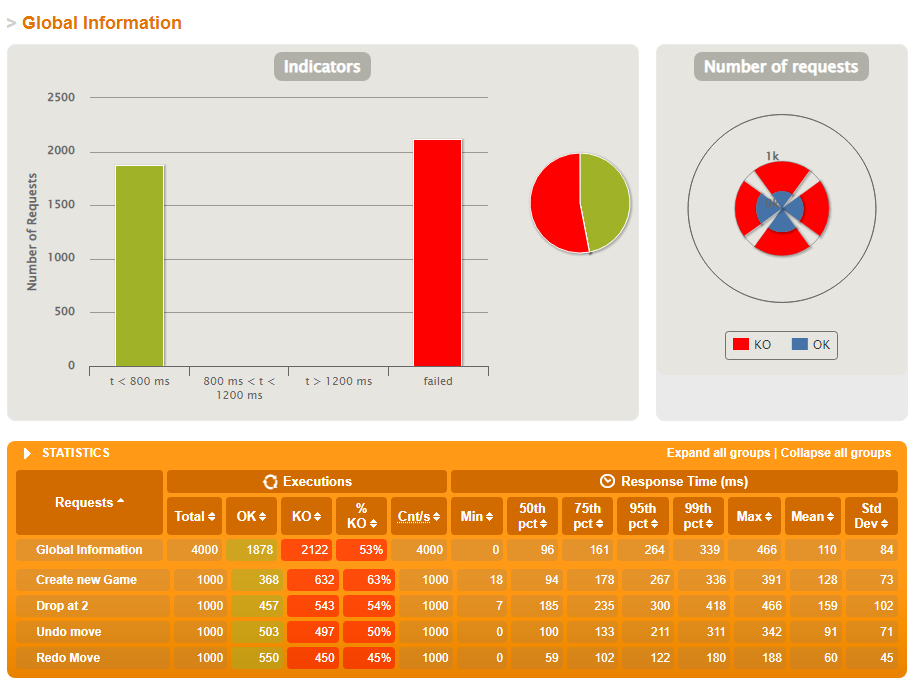 > Global Information
Indicators
2500
2000
1500
1000
500
0
Number of Requests
t < 800 ms
800 ms < t <
1200 ms
t > 1200 ms
failed
Number of requests
1k
KO OK
STATISTICS Expand all groups | Collapse all groups
Requests Executions Response Time (ms)
Total OK KO % KO Cnt/s Min 50th pct 75th pct 95th pct 99th pct Max Mean Std Dev
Global Information 4000 1878 2122 53% 4000 0 96 161 264 339 466 110 84
Create new Game 1000 368 632 63% 1000 18 94 178 267 336 391 128 73
Drop at 2 1000 457 543 54% 1000 7 185 235 300 418 466 159 102
Undo move 1000 503 497 50% 1000 0 100 133 211 311 342 91 71
Redo Move 1000 550 450 45% 1000 0 59 102 122 180 188 60 45